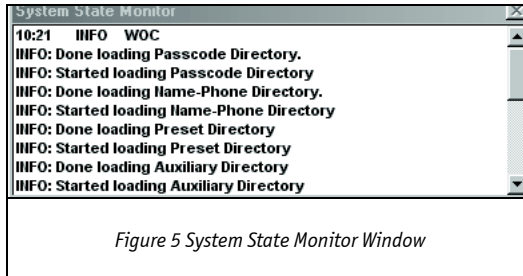 System State Monitor
10:21 INFO WOC
INFO: Done loading Passcode Directory.
INFO: Started loading Passcode Directory
INFO: Done loading Name-Phone Directory.
INFO: Started loading Name-Phone Directory
INFO: Done loading Preset Directory
INFO: Started loading Preset Directory
INFO: Done loading Auxiliary Directory
INFO: Started loading Auxiliary Directory
Figure 5 System State Monitor Window